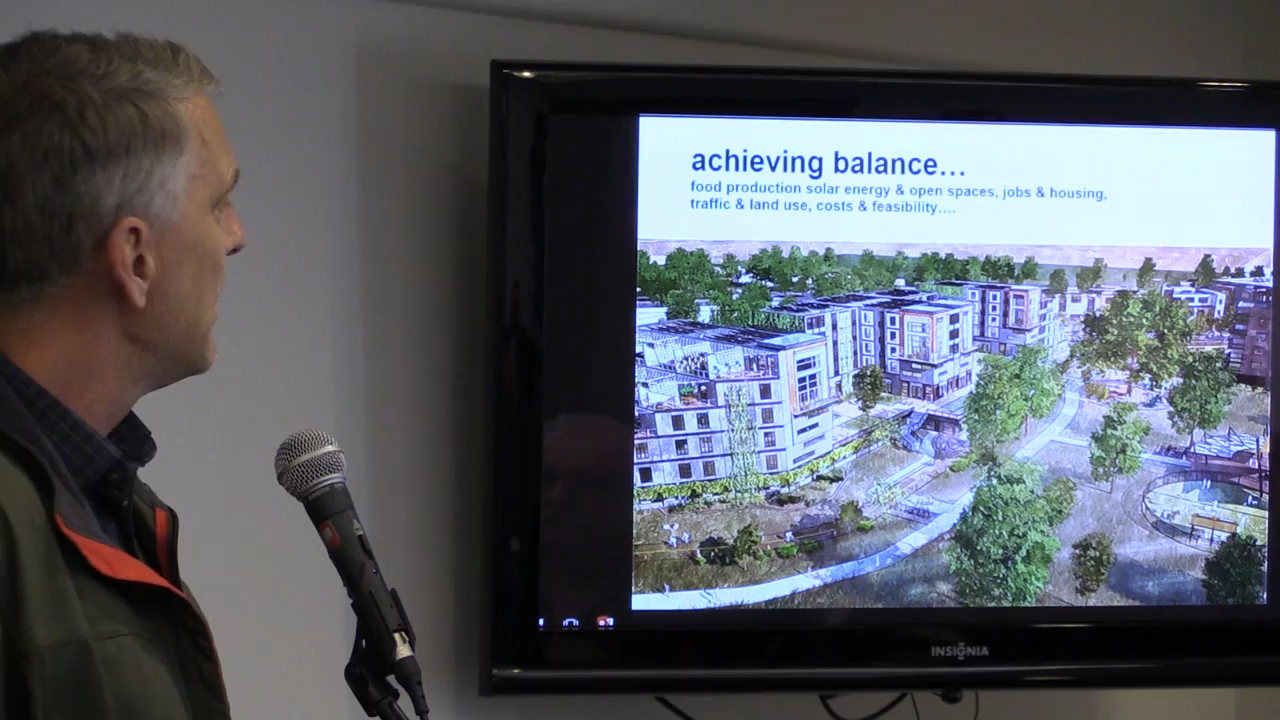 achieving balance...
food production solar energy & open spaces, jobs & housing,
traffic & land use, costs & feasibility....
INSIGNIA